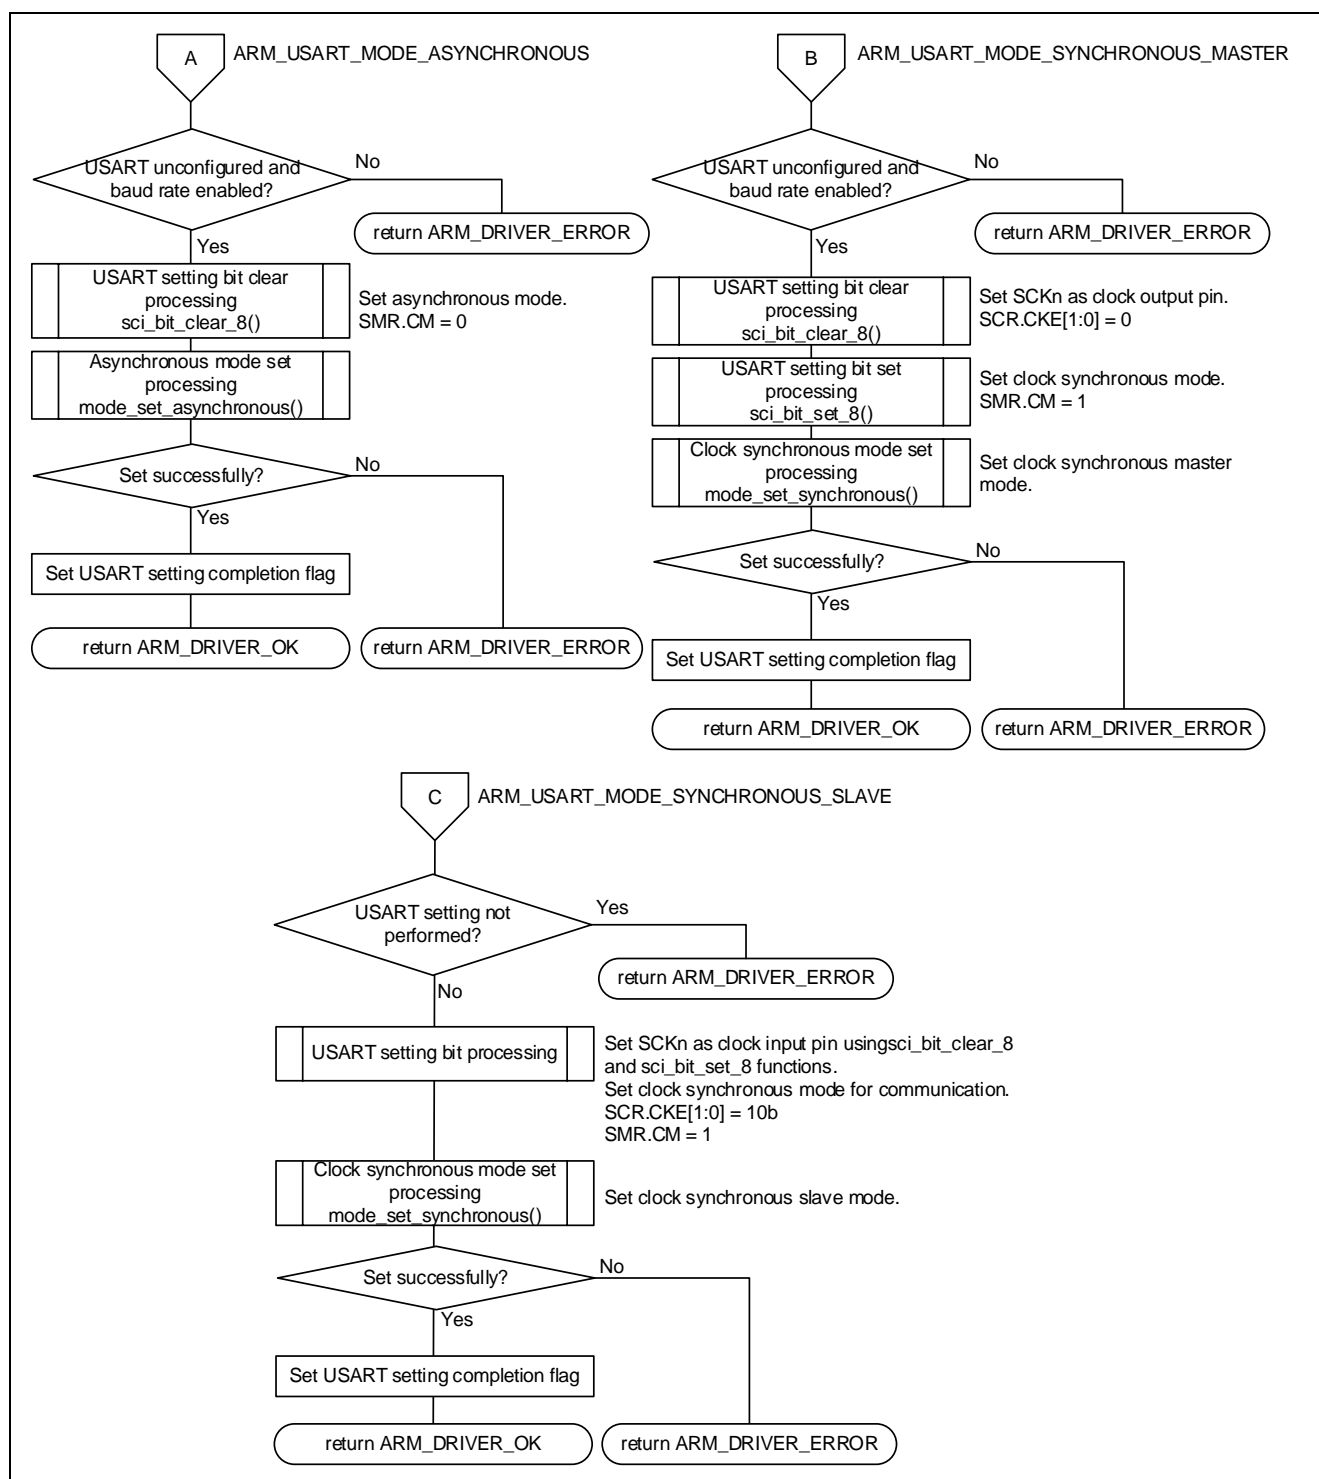 A
ARM_USART_MODE_ASYNCHRONOUS
USART unconfigured and
baud rate enabled?
No
return ARM_DRIVER_ERROR
Yes
USART setting bit clear
processing
sci_bit_clear_8()
Set asynchronous mode.
SMR.CM = 0
Asynchronous mode set
processing
mode_set_asynchronous()
Set successfully?
No
Yes
Set USART setting completion flag
return ARM_DRIVER_OK
return ARM_DRIVER_ERROR
B
ARM_USART_MODE_SYNCHRONOUS_MASTER
USART unconfigured and
baud rate enabled?
No
return ARM_DRIVER_ERROR
Yes
USART setting bit clear
processing
sci_bit_clear_8()
Set SCKn as clock output pin.
SCR.CKE[1:0] = 0
USART setting bit set
processing
sci_bit_set_8()
Set clock synchronous mode.
SMR.CM = 1
Clock synchronous mode set
processing
mode_set_synchronous()
Set clock synchronous master
mode.
Set successfully?
No
Yes
Set USART setting completion flag
return ARM_DRIVER_OK
return ARM_DRIVER_ERROR
C
ARM_USART_MODE_SYNCHRONOUS_SLAVE
USART setting not
performed?
Yes
return ARM_DRIVER_ERROR
No
USART setting bit processing
Set SCKn as clock input pin usingsci_bit_clear_8
and sci_bit_set_8 functions.
Set clock synchronous mode for communication.
SCR.CKE[1:0] = 10b
SMR.CM = 1
Clock synchronous mode set
processing
mode_set_synchronous()
Set clock synchronous slave mode.
Set successfully?
No
Yes
Set USART setting completion flag
return ARM_DRIVER_OK
return ARM_DRIVER_ERROR